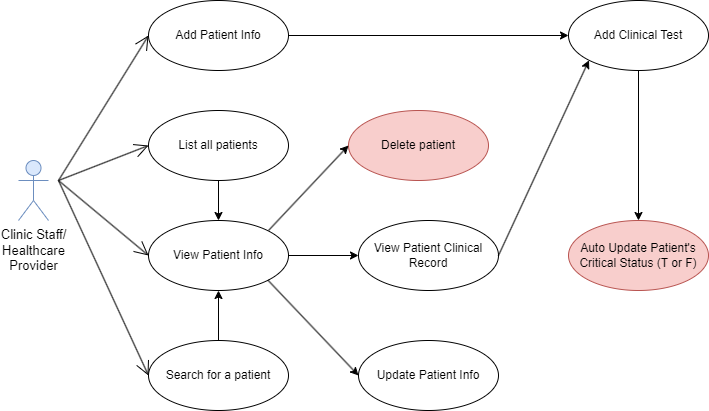 Add Patient Info
Add Clinical Test
List all patients
Delete patient
Clinic Staff/
Healthcare
Provider
View Patient Info
View Patient Clinical
Record
Auto Update Patient's
Critical Status (T or F)
Search for a patient
Update Patient Info